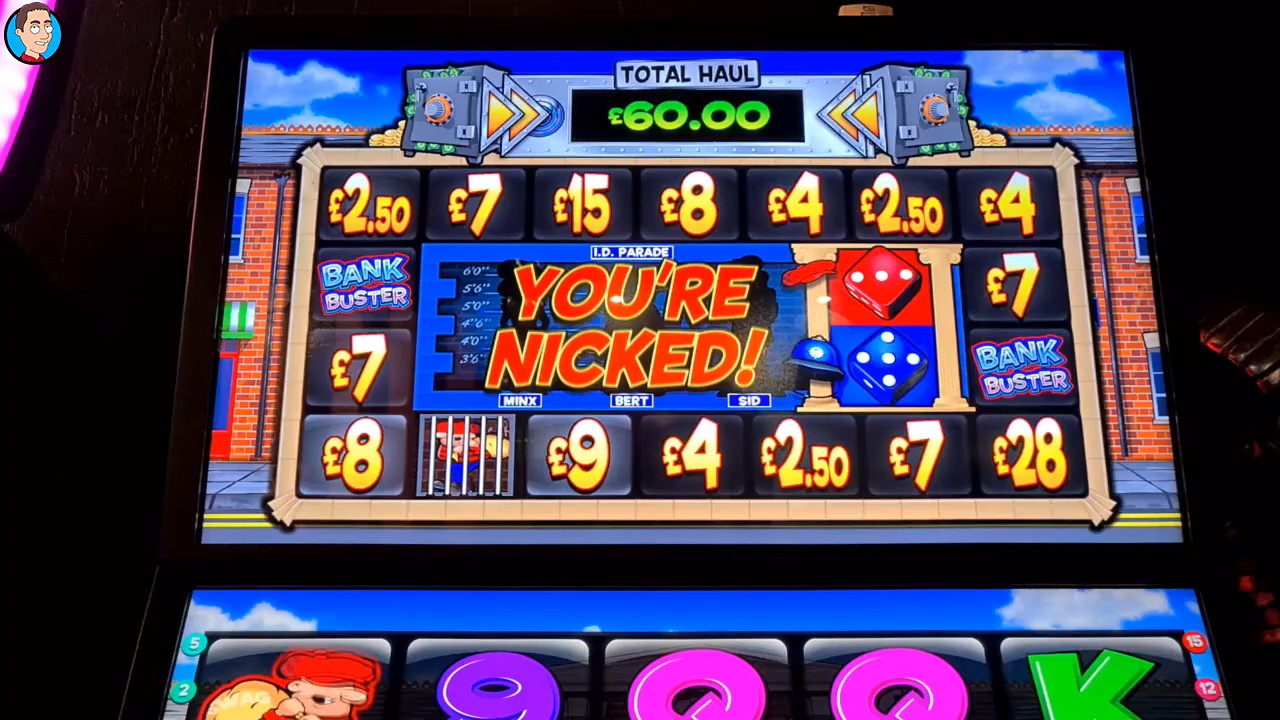 TOTAL HAUL
£60.00
£2.50 £7 £15 £8 £4 £2.50 £4
I.D. PARADE
BANK
BUSTER
6'0"
5'6"
5'0"
4'6"
4'0"
3'6"
YOU'RE
NICKED!
£7
£7
BANK
BUSTER
MINX BERT SID
£8 £9 £4 £2.50 £7 £28
5
2
15
12
SWAG
9 Q Q K